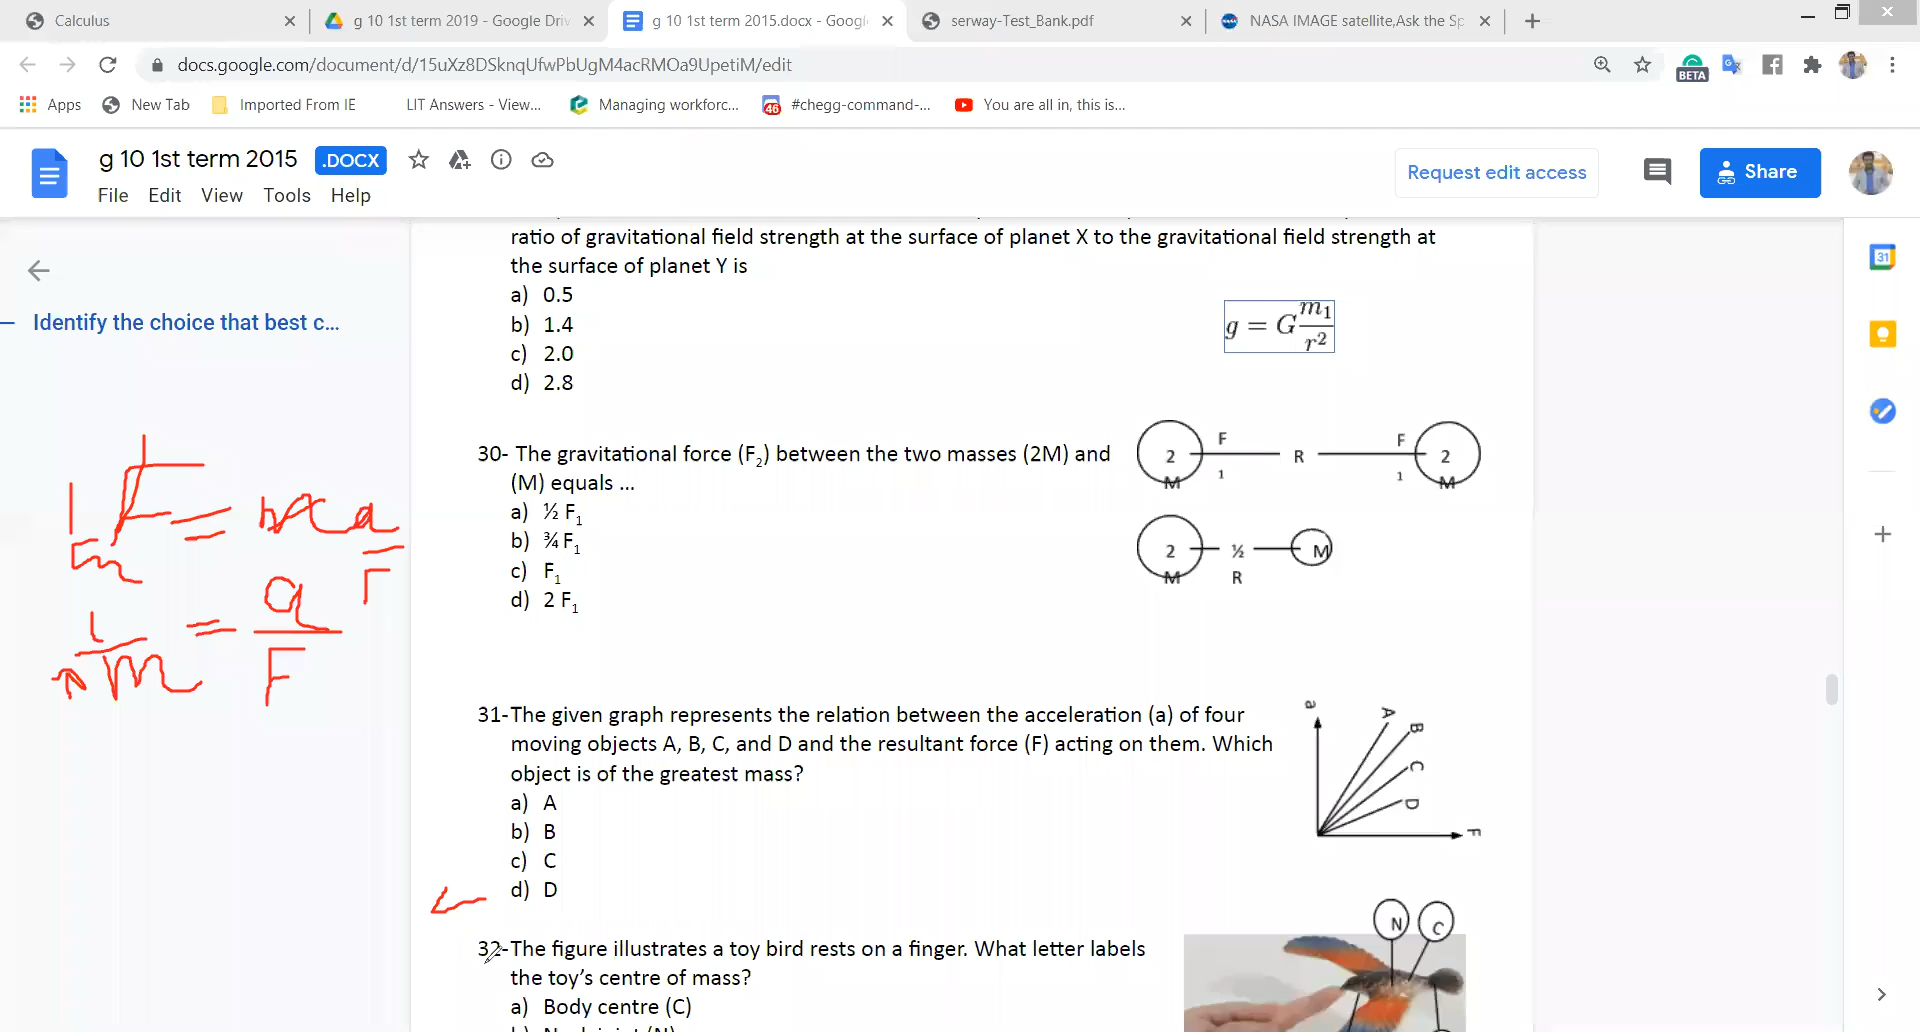 Calculus
g 10 1st term 2019 - Google Driv
g 10 1st term 2015.docx - Googl
serway-Test_Bank.pdf
NASA IMAGE satellite,Ask the Sp
docs.google.com/document/d/15uXz8DSknqUfwPbUgM4acRMOa9UpetiM/edit
BETA
Apps
New Tab
Imported From IE
LIT Answers - View...
Managing workforc...
46
#chegg-command-...
You are all in, this is...
g 10 1st term 2015
.DOCX
File Edit View Tools Help
Request edit access
Share
31
Identify the choice that best c...
ratio of gravitational field strength at the surface of planet X to the gravitational field strength at
the surface of planet Y is
a) 0.5
b) 1.4
c) 2.0
d) 2.8
g = G m₁/r²
30- The gravitational force (F₂) between the two masses (2M) and
(M) equals ...
a) ½ F₁
b) ¾ F₁
c) F₁
d) 2 F₁
2 M F 1 R F 1 2 M
2 M ½ R M
1/m F = m a / F
1/m = a/F
31-The given graph represents the relation between the acceleration (a) of four
moving objects A, B, C, and D and the resultant force (F) acting on them. Which
object is of the greatest mass?
a) A
b) B
c) C
d) D
a
A
B
C
D
F
32-The figure illustrates a toy bird rests on a finger. What letter labels
the toy’s centre of mass?
a) Body centre (C)
N
C